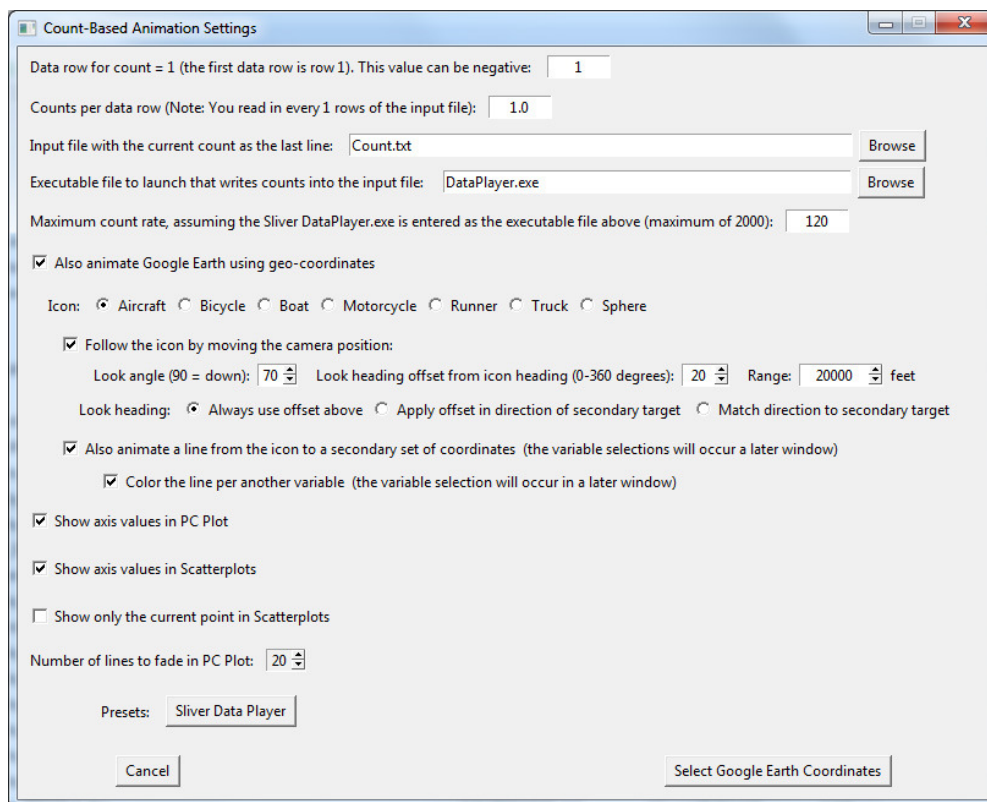 Count-Based Animation Settings
Data row for count = 1 (the first data row is row 1). This value can be negative: 1
Counts per data row (Note: You read in every 1 rows of the input file): 1.0
Input file with the current count as the last line: Count.txt Browse
Executable file to launch that writes counts into the input file: DataPlayer.exe Browse
Maximum count rate, assuming the Sliver DataPlayer.exe is entered as the executable file above (maximum of 2000): 120
Also animate Google Earth using geo-coordinates
Icon: Aircraft Bicycle Boat Motorcycle Runner Truck Sphere
Follow the icon by moving the camera position:
Look angle (90 = down): 70 Look heading offset from icon heading (0-360 degrees): 20 Range: 20000 feet
Look heading: Always use offset above Apply offset in direction of secondary target Match direction to secondary target
Also animate a line from the icon to a secondary set of coordinates (the variable selections will occur a later window)
Color the line per another variable (the variable selection will occur in a later window)
Show axis values in PC Plot
Show axis values in Scatterplots
Show only the current point in Scatterplots
Number of lines to fade in PC Plot: 20
Presets: Sliver Data Player
Cancel Select Google Earth Coordinates